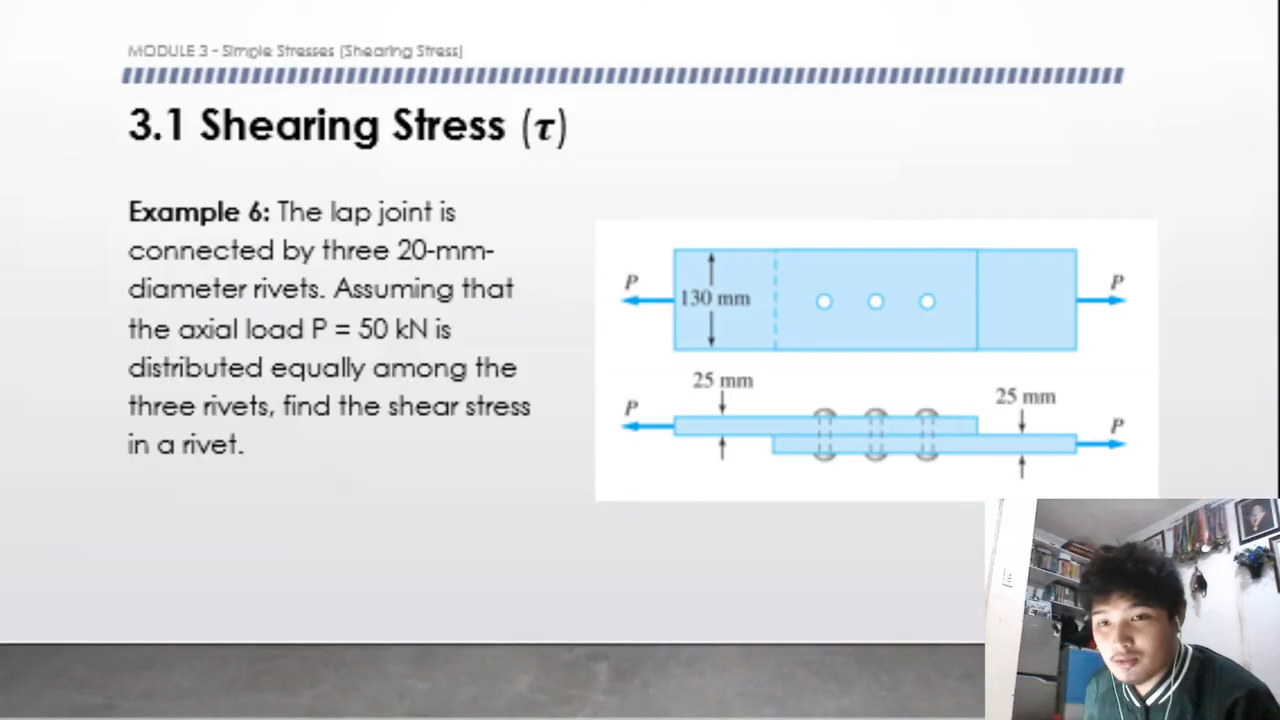 MODULE 3 - Simple Stresses (Shearing Stress)
3.1 Shearing Stress (τ)
Example 6: The lap joint is
connected by three 20-mm-
diameter rivets. Assuming that
the axial load P = 50 kN is
distributed equally among the
three rivets, find the shear stress
in a rivet.
P
130 mm
P
25 mm
25 mm
P
P